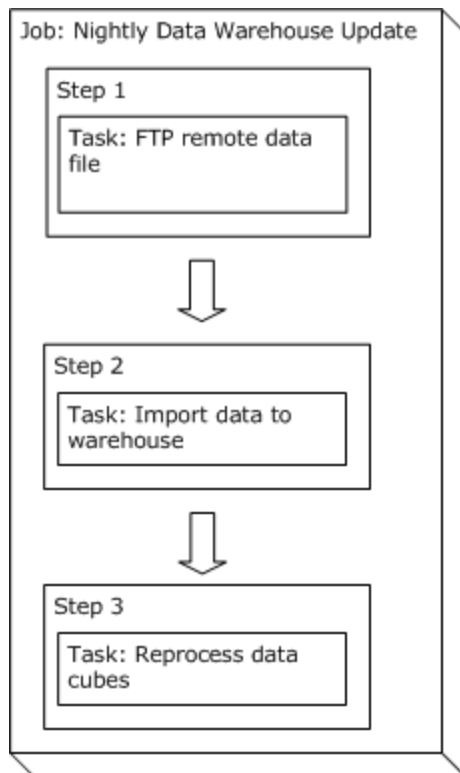 Job: Nightly Data Warehouse Update
Step 1
Task: FTP remote data
file
Step 2
Task: Import data to
warehouse
Step 3
Task: Reprocess data
cubes